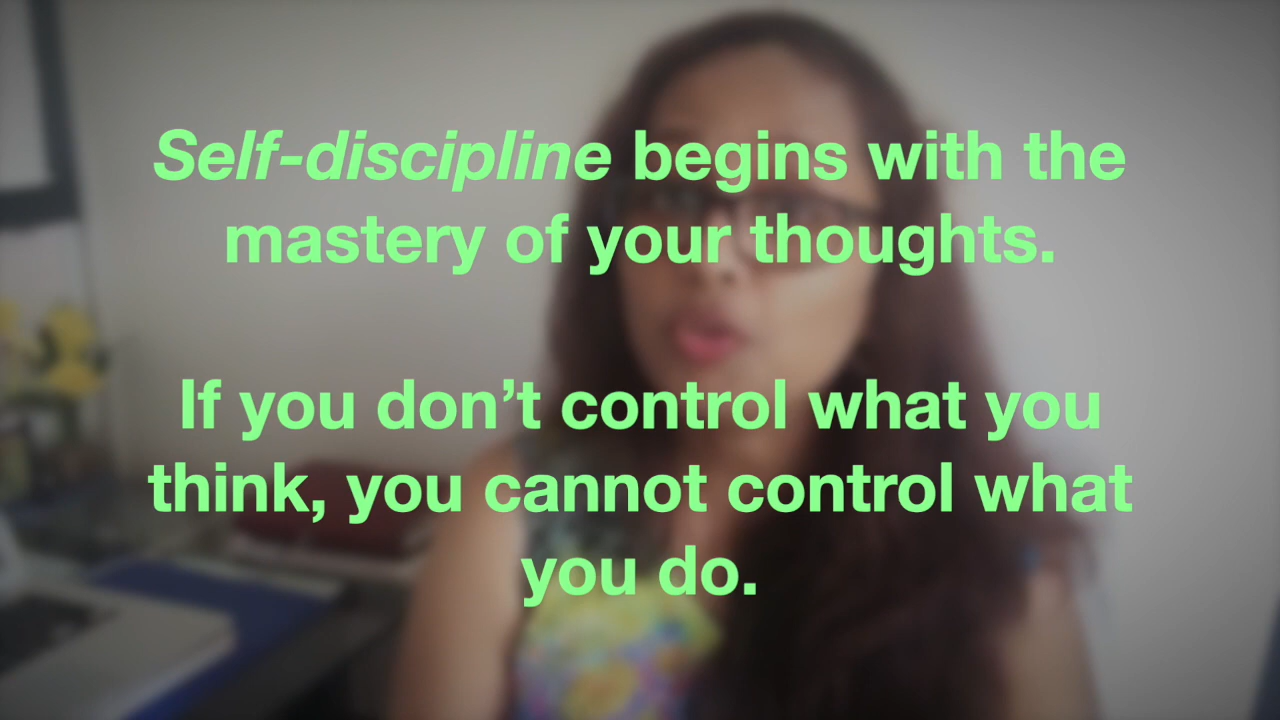 Self-discipline begins with the
mastery of your thoughts.
If you don’t control what you
think, you cannot control what
you do.